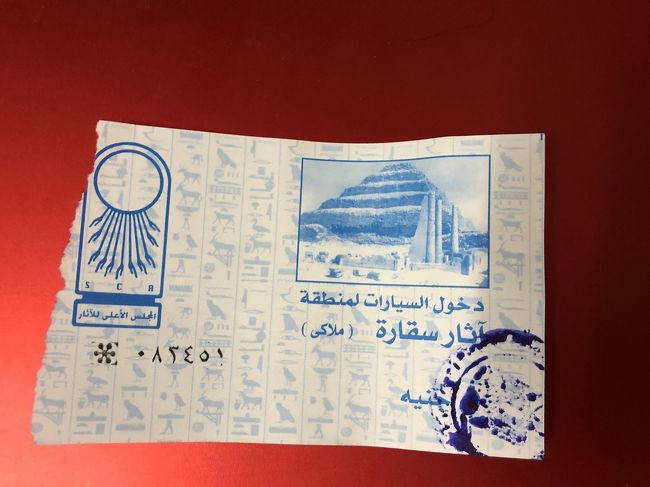 S C A
المجلس الأعلى للآثار
٠٨٣٤٥١
دخول السيارات لمنطقة
آثار سقارة (ملاكى)
جنيه